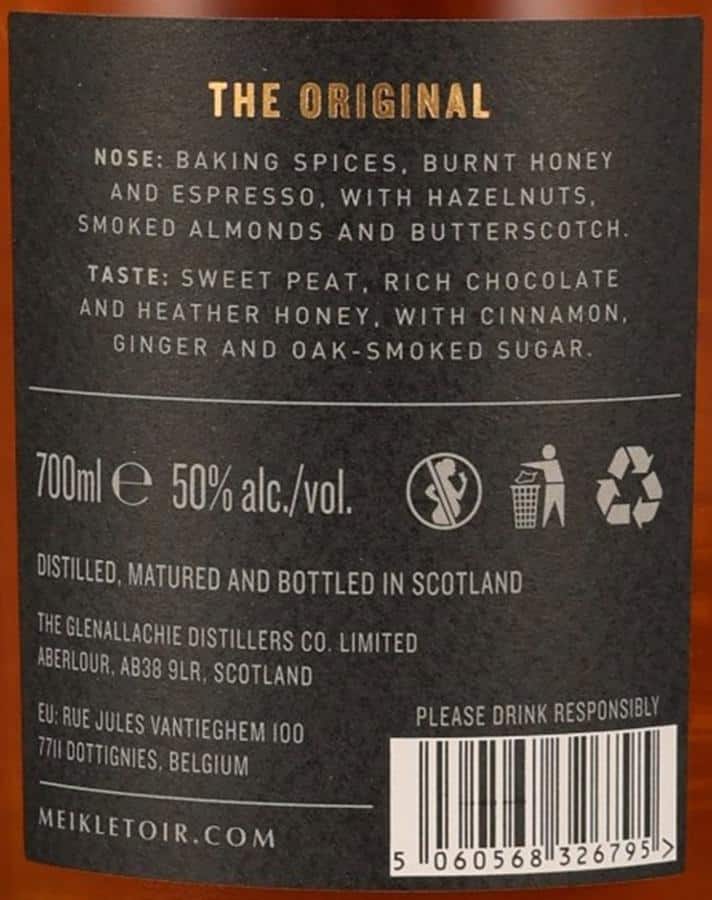 THE ORIGINAL
NOSE: BAKING SPICES, BURNT HONEY
AND ESPRESSO, WITH HAZELNUTS,
SMOKED ALMONDS AND BUTTERSCOTCH.
TASTE: SWEET PEAT, RICH CHOCOLATE
AND HEATHER HONEY, WITH CINNAMON,
GINGER AND OAK-SMOKED SUGAR.
700ml ℮ 50% alc./vol.
DISTILLED, MATURED AND BOTTLED IN SCOTLAND
THE GLENALLACHIE DISTILLERS CO. LIMITED
ABERLOUR, AB38 9LR, SCOTLAND
EU: RUE JULES VANTIEGHEM 100
7711 DOTTIGNIES, BELGIUM
MEIKLETOIR.COM
PLEASE DRINK RESPONSIBLY
5 060568 326795 >